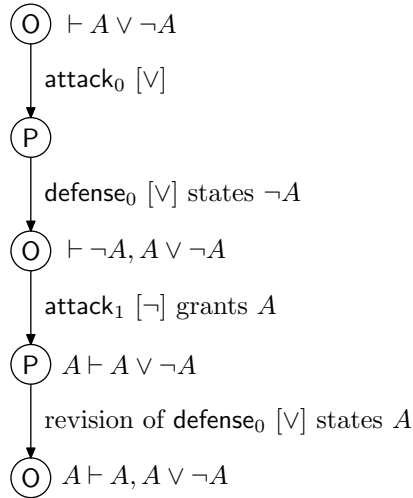 O ⊢ A ∨ ¬A
attack₀ [∨]
P
defense₀ [∨] states ¬A
O ⊢ ¬A, A ∨ ¬A
attack₁ [¬] grants A
P A ⊢ A ∨ ¬A
revision of defense₀ [∨] states A
O A ⊢ A, A ∨ ¬A